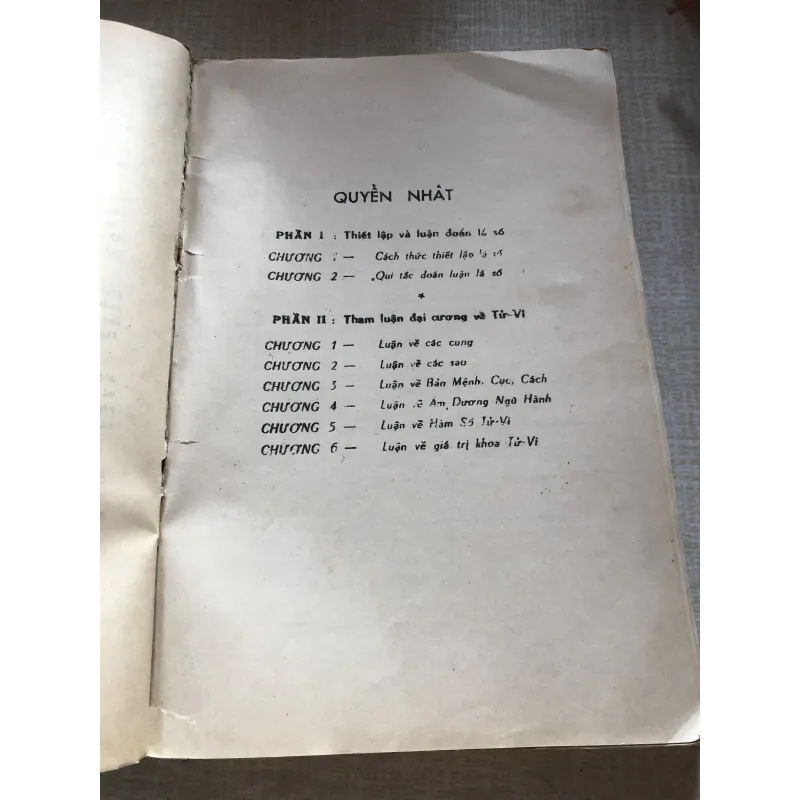 QUYỀN NHẤT
PHẦN I : Thiết lập và luận đoán lá số
CHƯƠNG 1 — Cách thức thiết lập lá số
CHƯƠNG 2 — Qui tắc đoán luận lá số
*
PHẦN II : Tham luận đại cương về Tử-Vi
CHƯƠNG 1 — Luận về các cung
CHƯƠNG 2 — Luận về các sao
CHƯƠNG 3 — Luận về Bản Mệnh, Cục, Cách
CHƯƠNG 4 — Luận về Âm Dương Ngũ Hành
CHƯƠNG 5 — Luận về Hàm Số Tử-Vi
CHƯƠNG 6 — Luận về giá trị khoa Tử-Vi